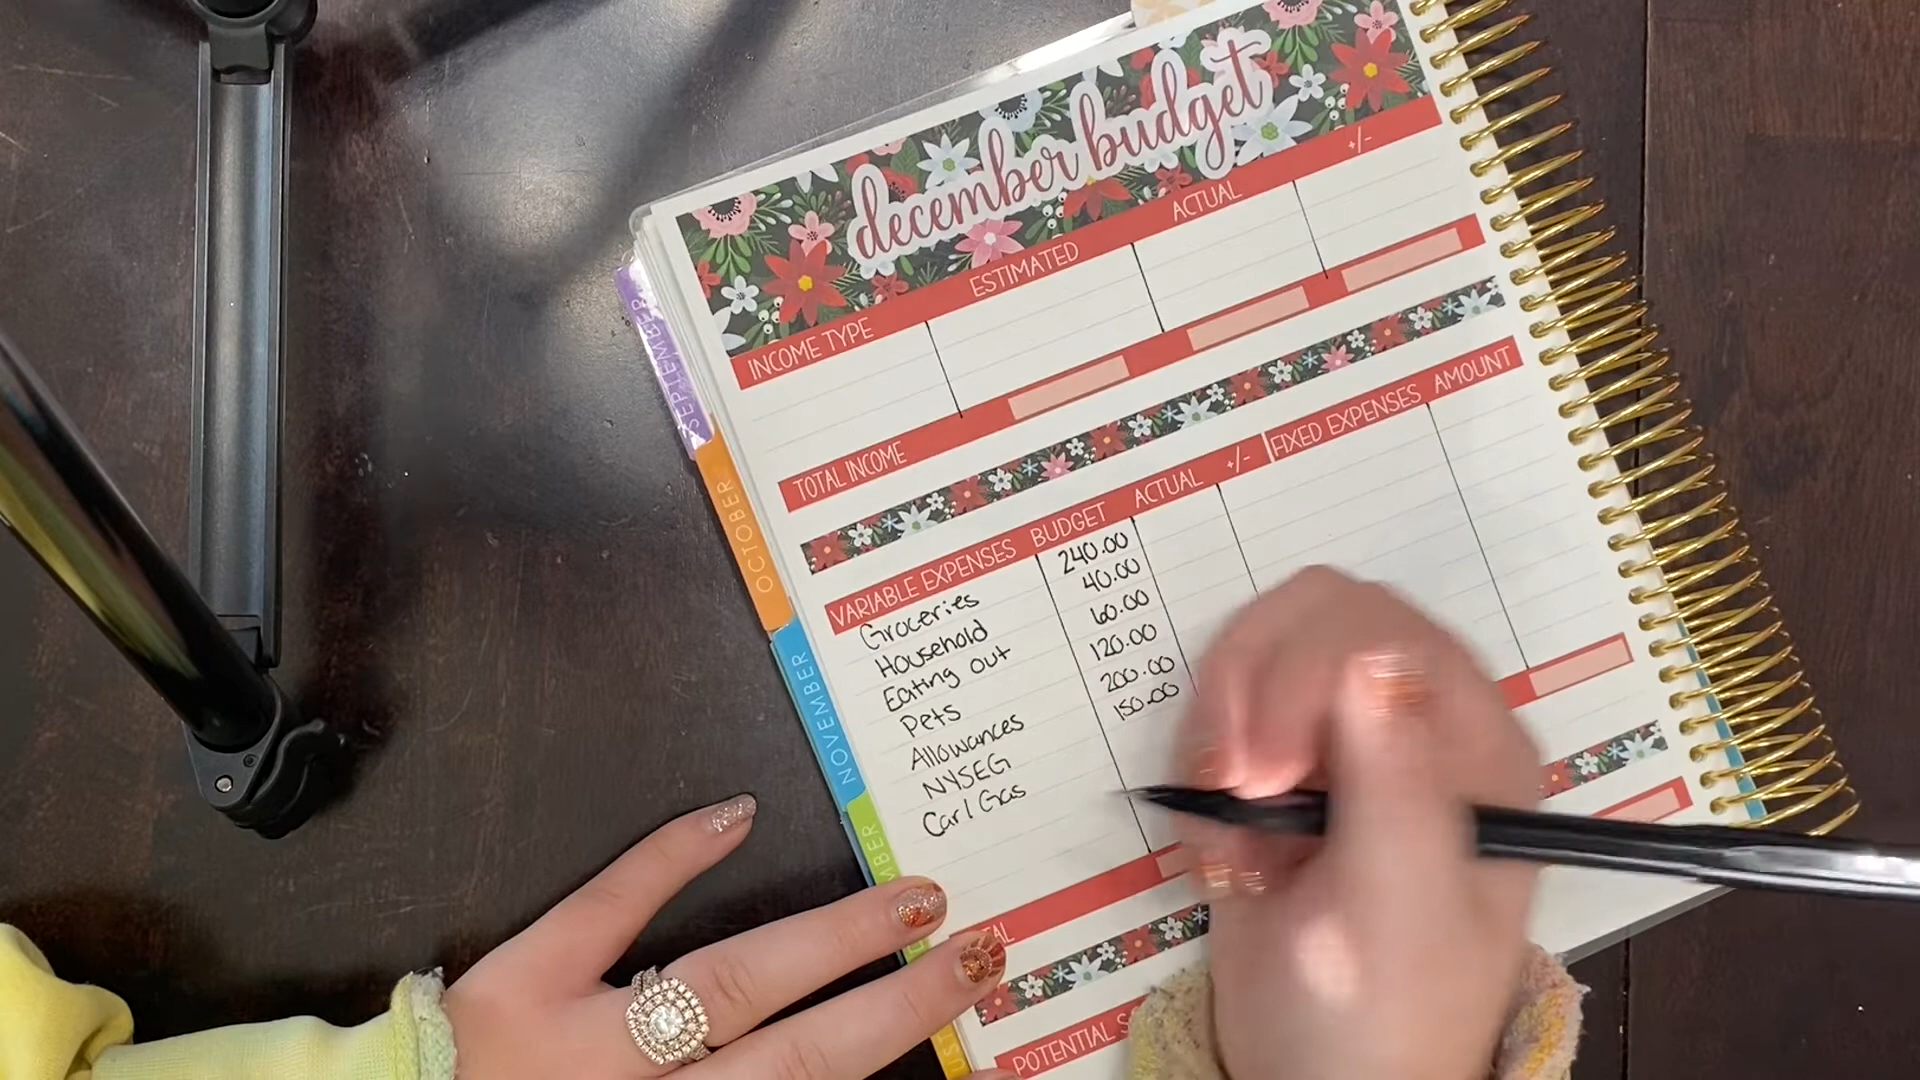 december budget
INCOME TYPE ESTIMATED ACTUAL +/-
TOTAL INCOME
VARIABLE EXPENSES BUDGET ACTUAL +/- FIXED EXPENSES AMOUNT
Groceries 240.00
Household 40.00
Eating out 60.00
Pets 120.00
Allowances 200.00
NYSEG 150.00
Car/Gas
POTENTIAL
SEPTEMBER
OCTOBER
NOVEMBER